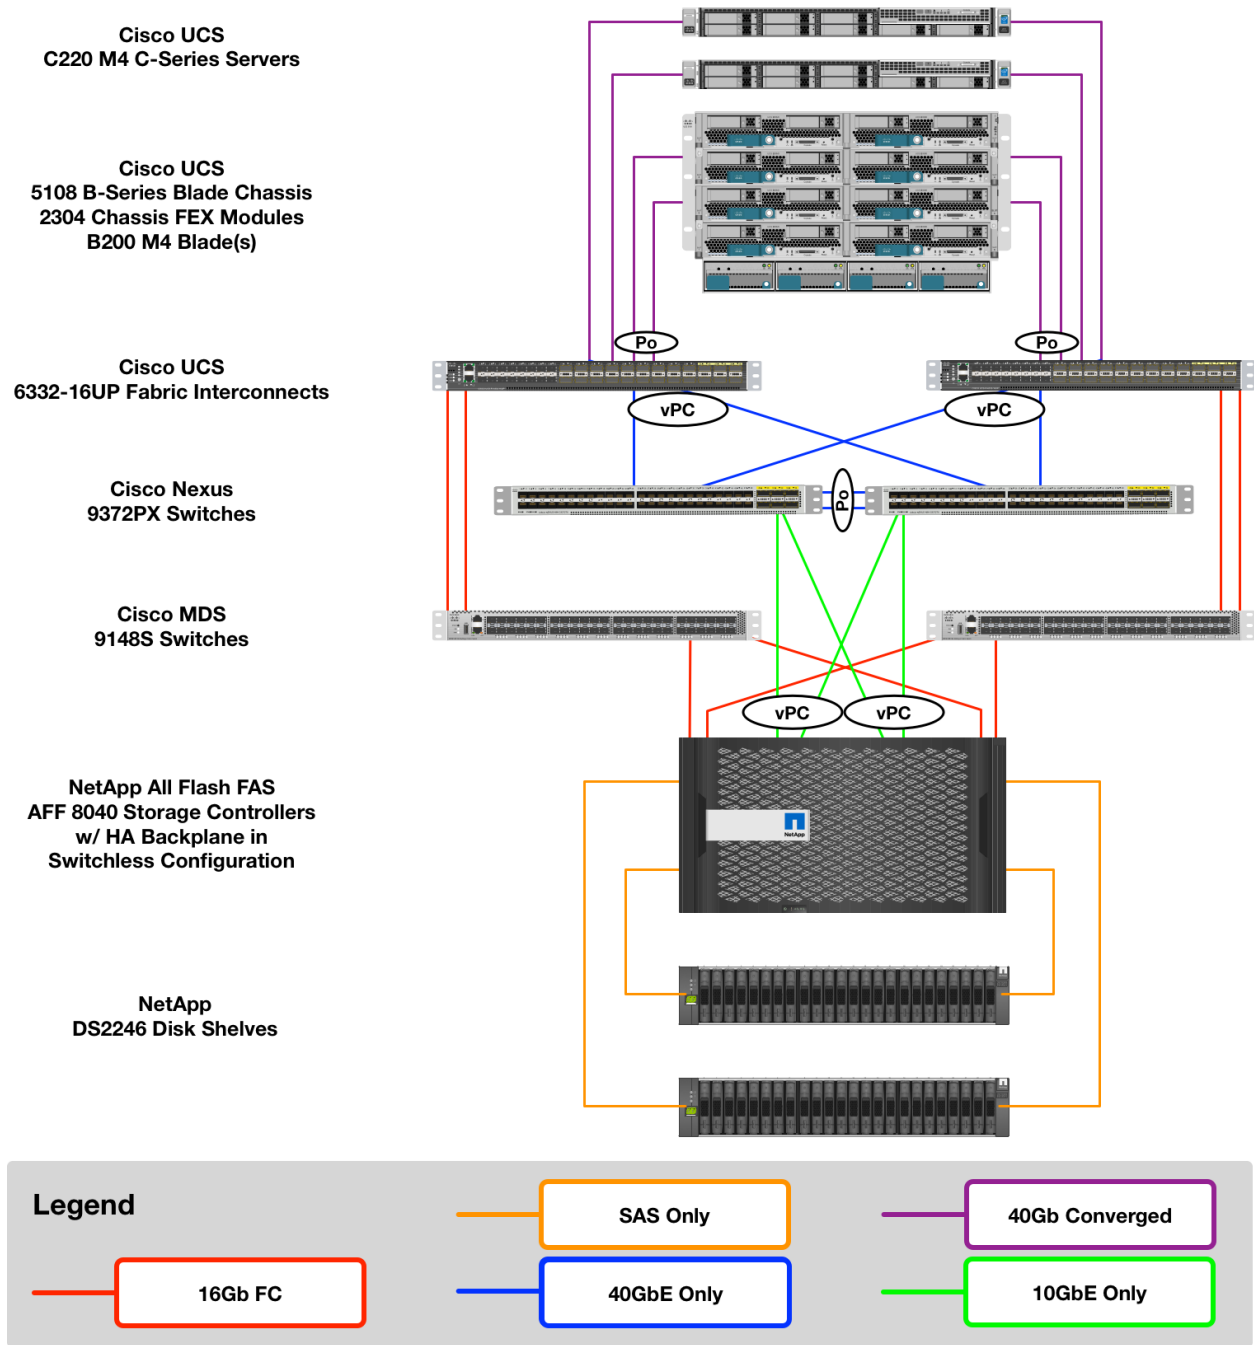 Cisco UCS
C220 M4 C-Series Servers
Cisco UCS
5108 B-Series Blade Chassis
2304 Chassis FEX Modules
B200 M4 Blade(s)
Po
Po
Cisco UCS
6332-16UP Fabric Interconnects
vPC
vPC
Cisco Nexus
9372PX Switches
Po
Cisco MDS
9148S Switches
vPC
vPC
NetApp All Flash FAS
AFF 8040 Storage Controllers
w/ HA Backplane in
Switchless Configuration
NetApp
NetApp
DS2246 Disk Shelves
Legend
SAS Only
40Gb Converged
16Gb FC
40GbE Only
10GbE Only